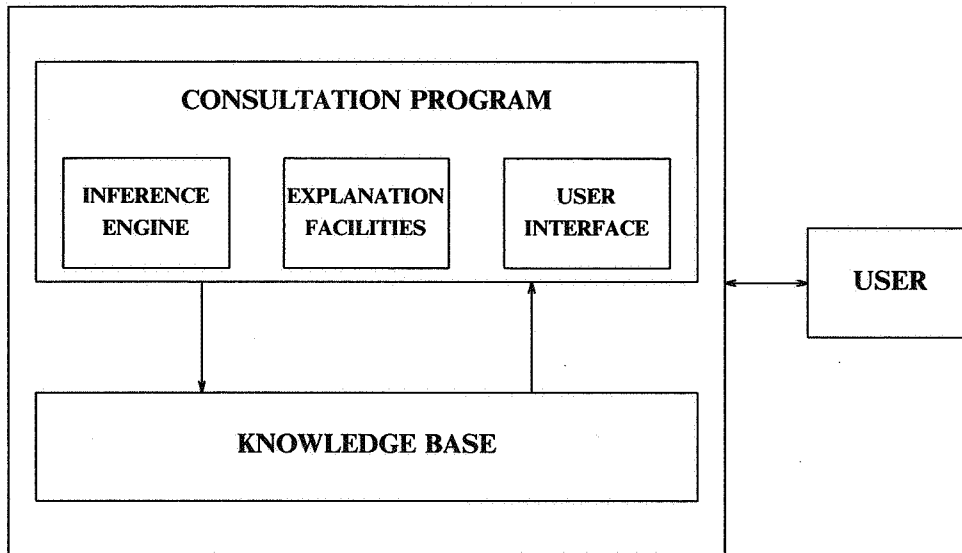 CONSULTATION PROGRAM
INFERENCE
ENGINE
EXPLANATION
FACILITIES
USER
INTERFACE
USER
KNOWLEDGE BASE